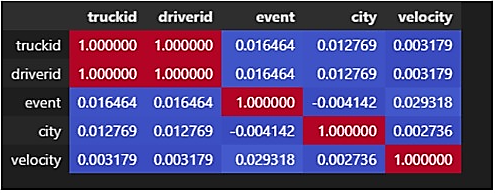 truckid driverid event city velocity
truckid 1.000000 1.000000 0.016464 0.012769 0.003179
driverid 1.000000 1.000000 0.016464 0.012769 0.003179
event 0.016464 0.016464 1.000000 -0.004142 0.029318
city 0.012769 0.012769 -0.004142 1.000000 0.002736
velocity 0.003179 0.003179 0.029318 0.002736 1.000000